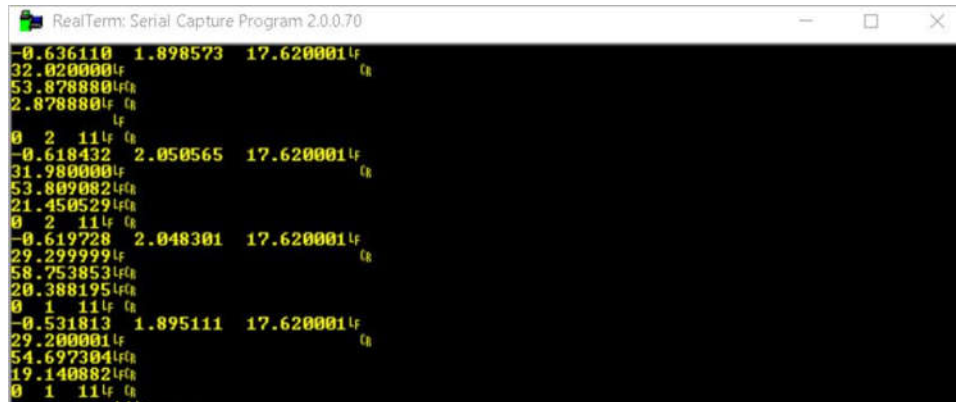 RealTerm: Serial Capture Program 2.0.0.70
-0.636110 1.898573 17.620001LF
32.020000LF CR
53.878880LFCR
2.878880LF CR
LF
0 2 11LF CR
-0.618432 2.050565 17.620001LF
31.980000LF CR
53.809082LFCR
21.450529LFCR
0 2 11LF CR
-0.619728 2.048301 17.620001LF
29.299999LF CR
58.753853LFCR
20.388195LFCR
0 1 11LF CR
-0.531813 1.895111 17.620001LF
29.200001LF CR
54.697304LFCR
19.140882LFCR
0 1 11LF CR